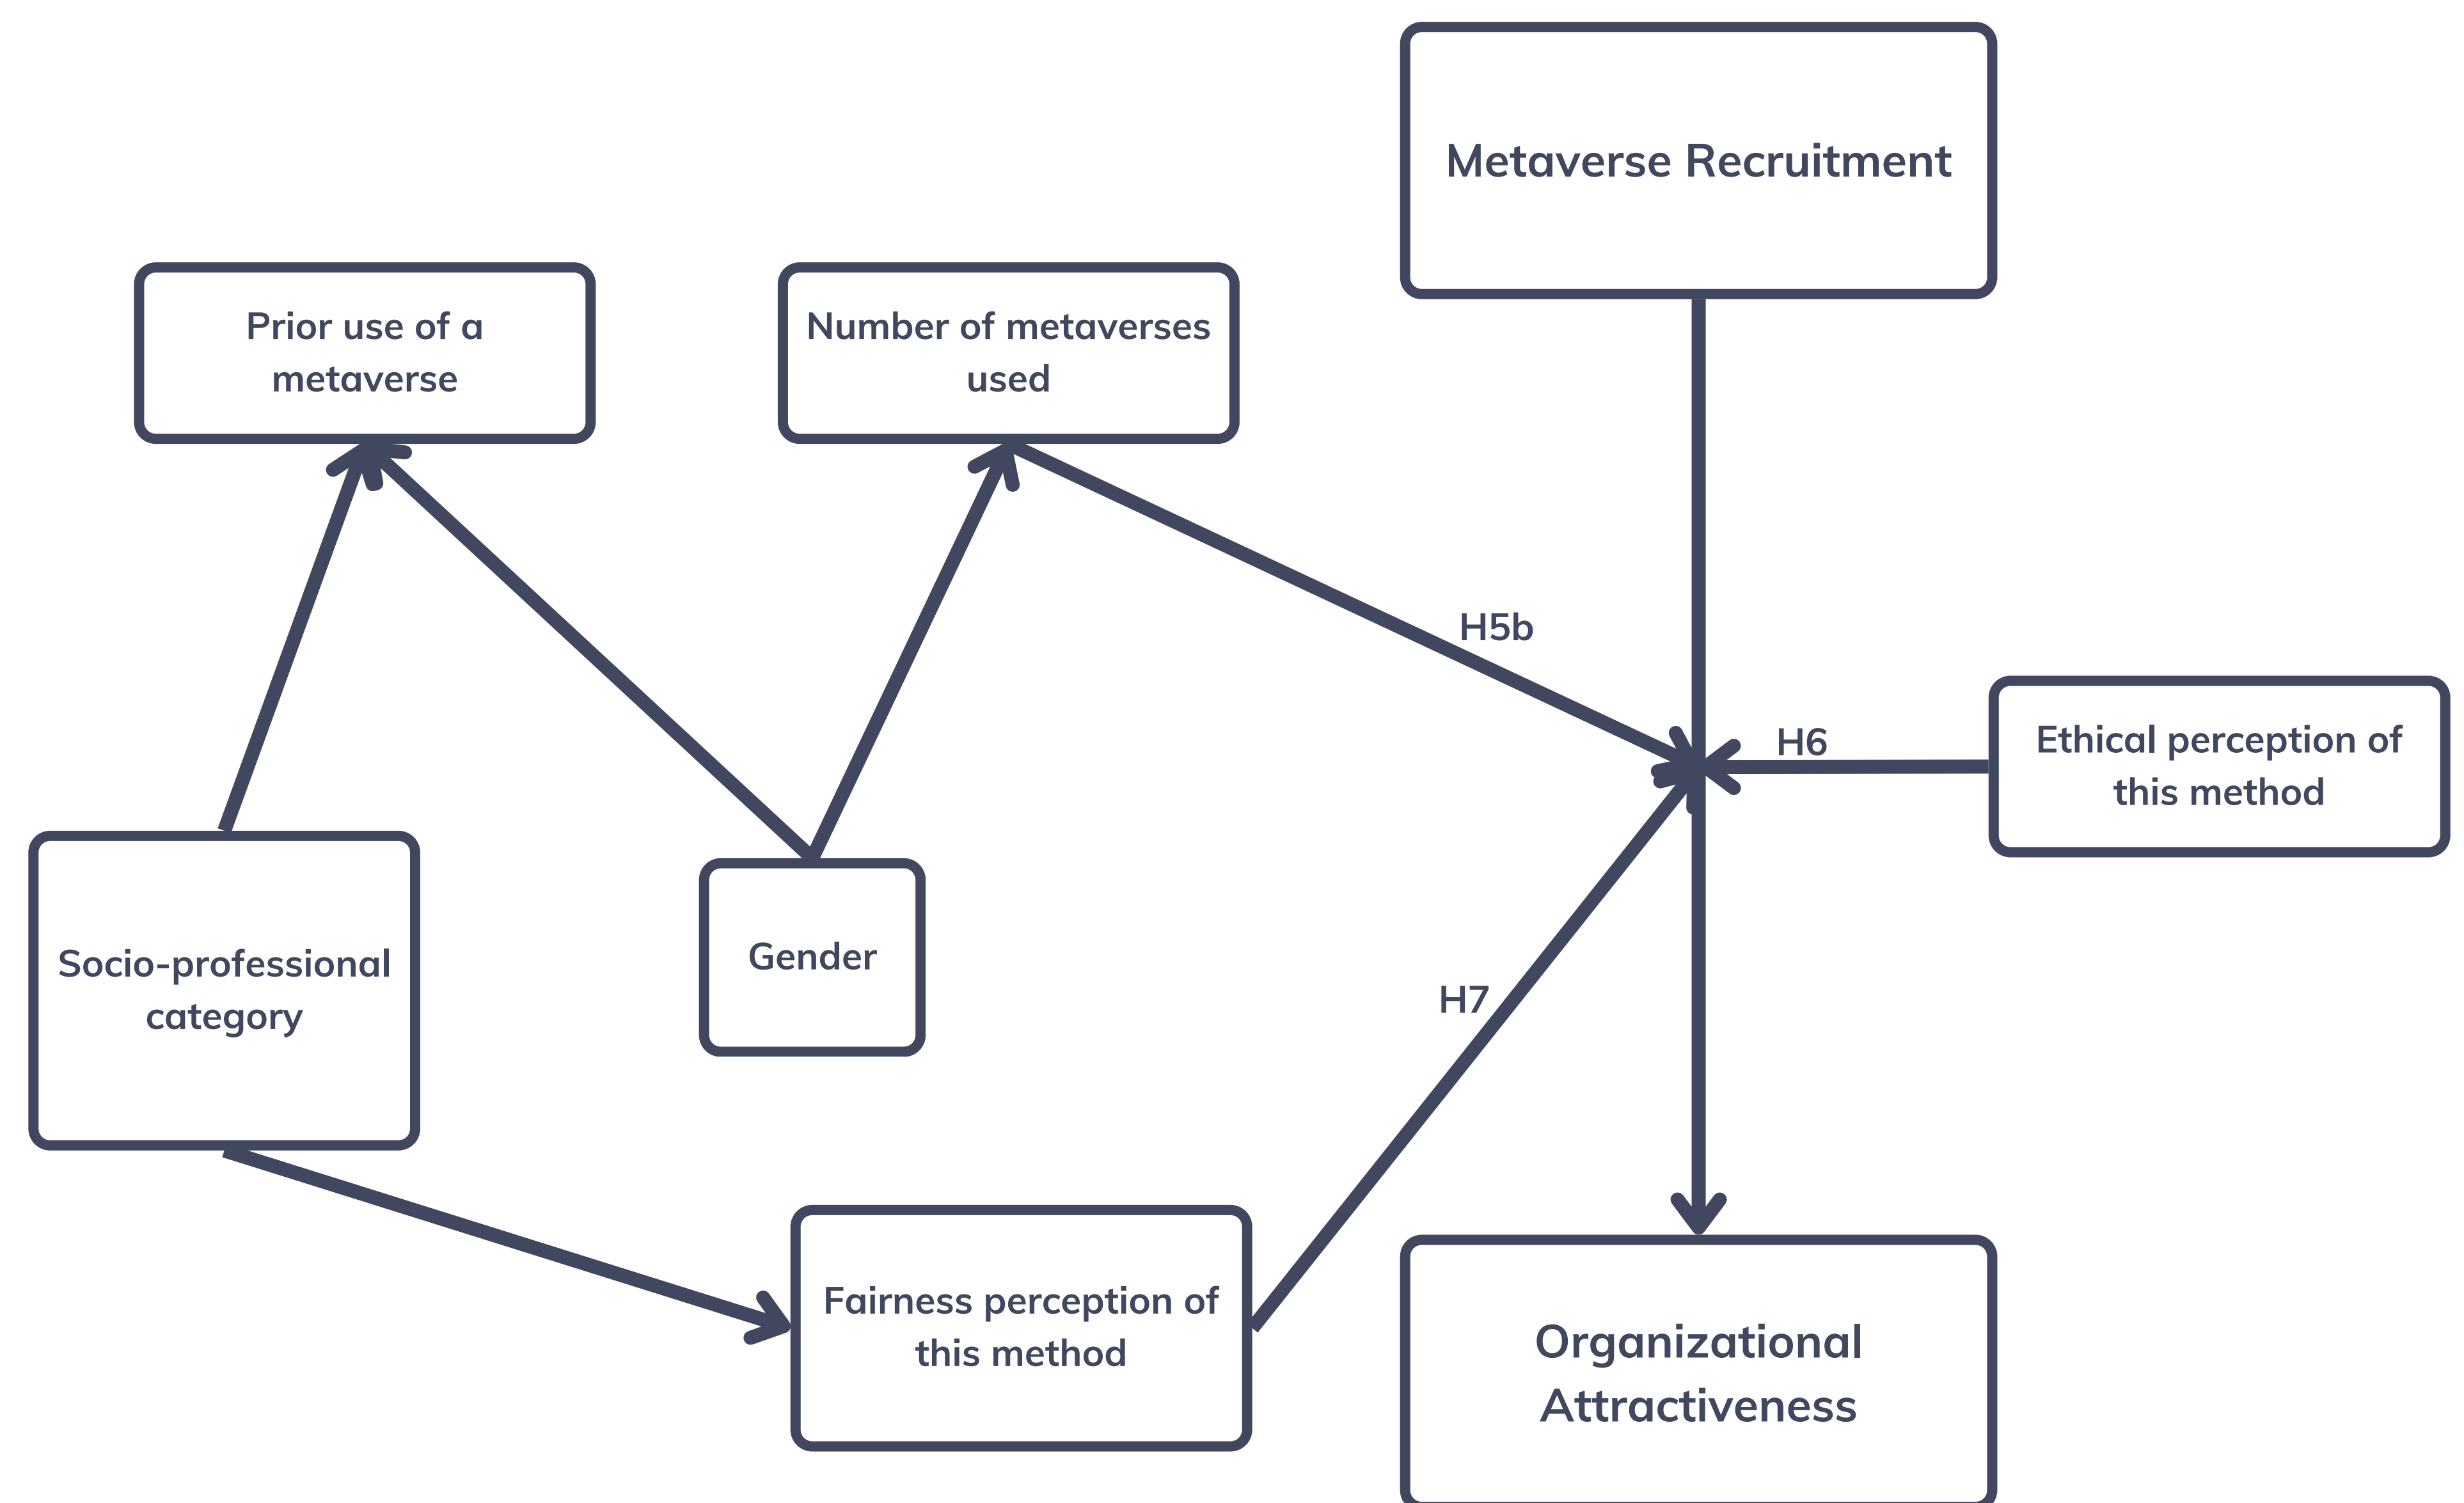 Metaverse Recruitment
Prior use of a
metaverse
Number of metaverses
used
H5b
H6
Ethical perception of
this method
Socio-professional
category
Gender
H7
Fairness perception of
this method
Organizational
Attractiveness